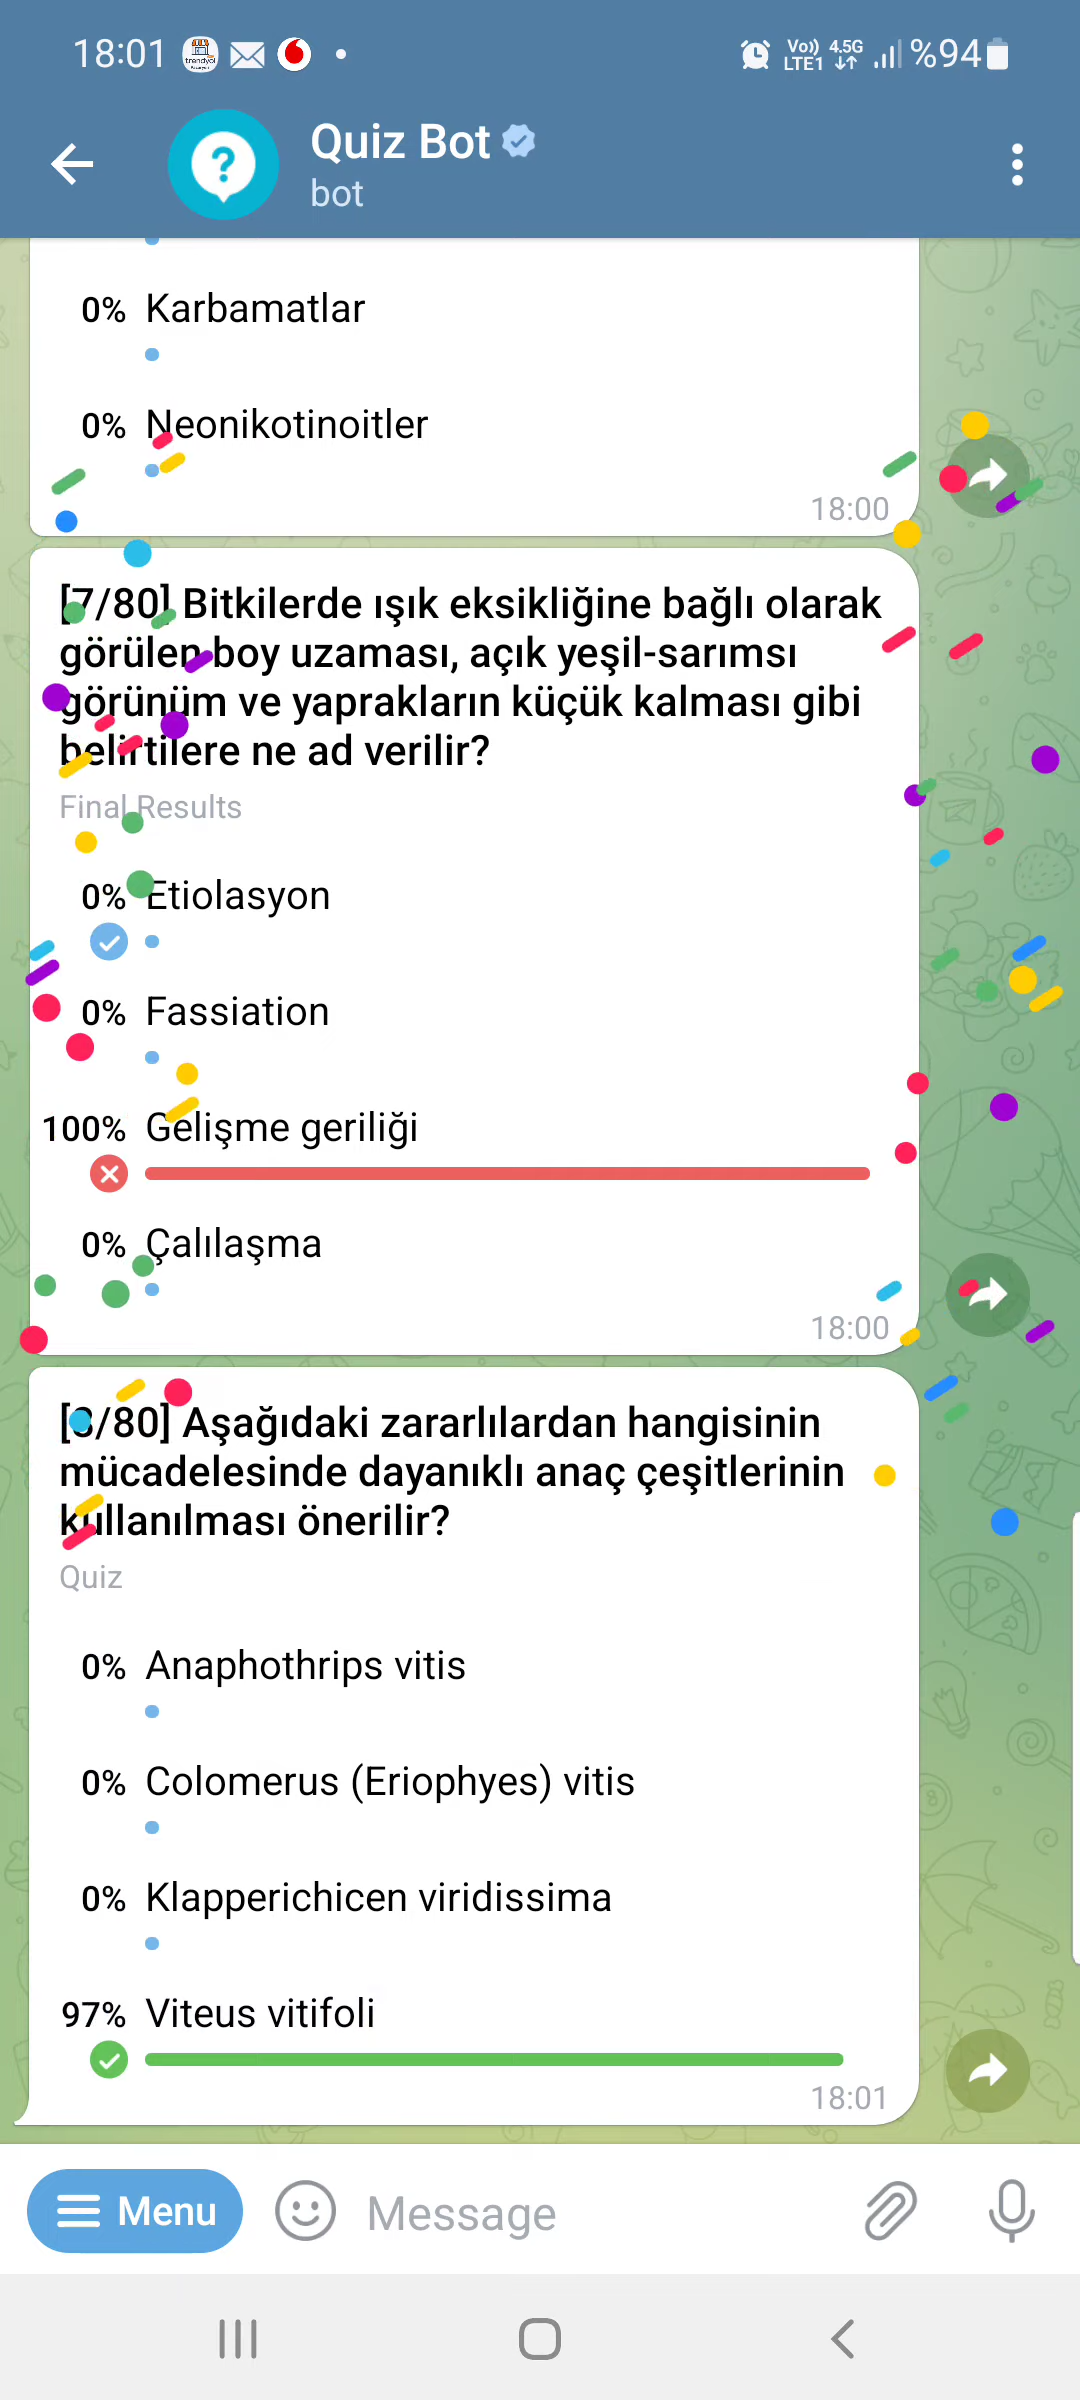 18:01
trendyol
Vo)) 4.5G
LTE1
%94
Quiz Bot
bot
0% Karbamatlar
0% Neonikotinoitler
18:00
[7/80] Bitkilerde ışık eksikliğine bağlı olarak
görülen boy uzaması, açık yeşil-sarımsı
görünüm ve yaprakların küçük kalması gibi
belirtilere ne ad verilir?
Final Results
0% Etiolasyon
0% Fassiation
100% Gelişme geriliği
0% Çalılaşma
18:00
[8/80] Aşağıdaki zararlılardan hangisinin
mücadelesinde dayanıklı anaç çeşitlerinin
kullanılması önerilir?
Quiz
0% Anaphothrips vitis
0% Colomerus (Eriophyes) vitis
0% Klapperichicen viridissima
97% Viteus vitifoli
18:01
Menu
Message